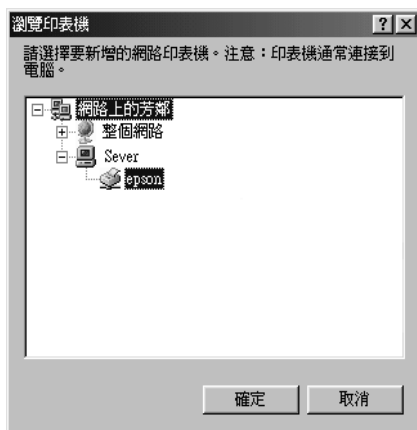 瀏覽印表機
請選擇要新增的網路印表機。注意：印表機通常連接到
電腦。
網路上的芳鄰
整個網路
Sever
epson
確定
取消